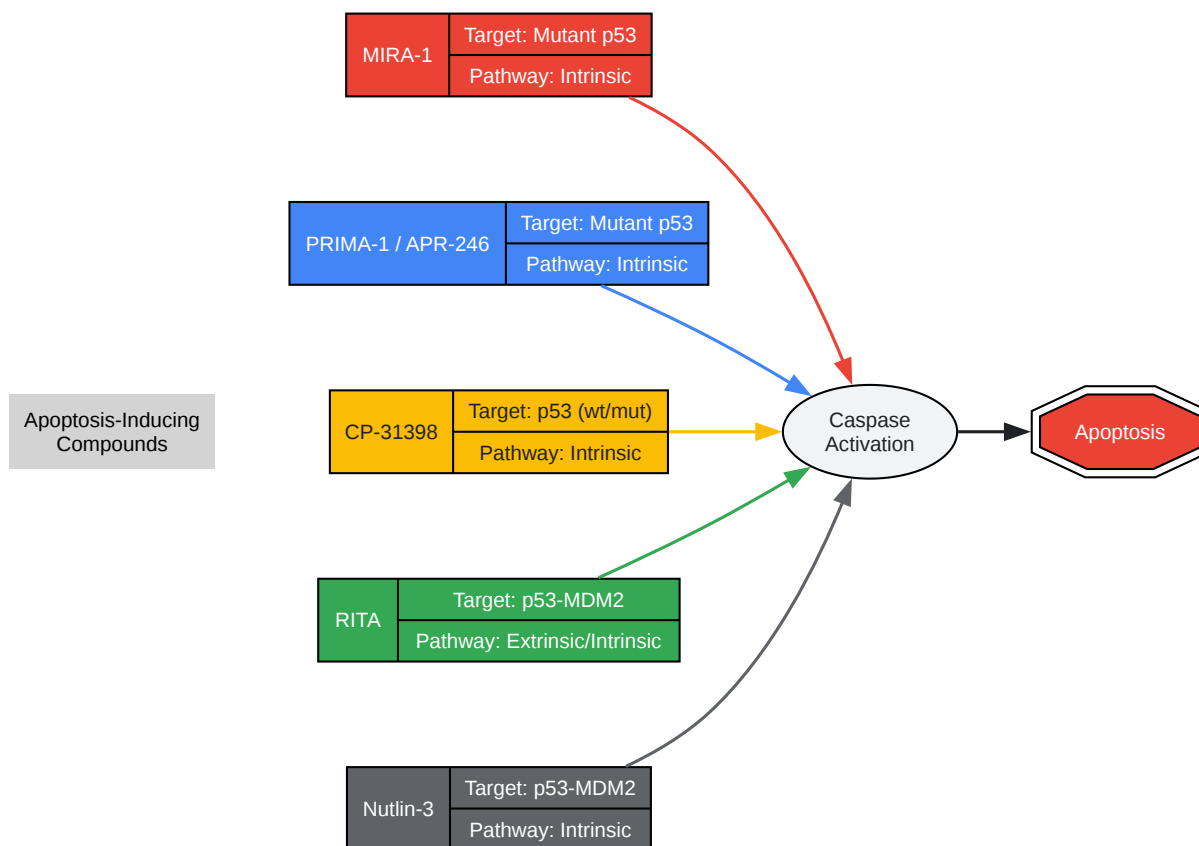 MIRA-1
Target: Mutant p53
Pathway: Intrinsic
PRIMA-1 / APR-246
Target: Mutant p53
Pathway: Intrinsic
Apoptosis-Inducing
Compounds
CP-31398
Target: p53 (wt/mut)
Pathway: Intrinsic
Caspase
Activation
Apoptosis
RITA
Target: p53-MDM2
Pathway: Extrinsic/Intrinsic
Nutlin-3
Target: p53-MDM2
Pathway: Intrinsic